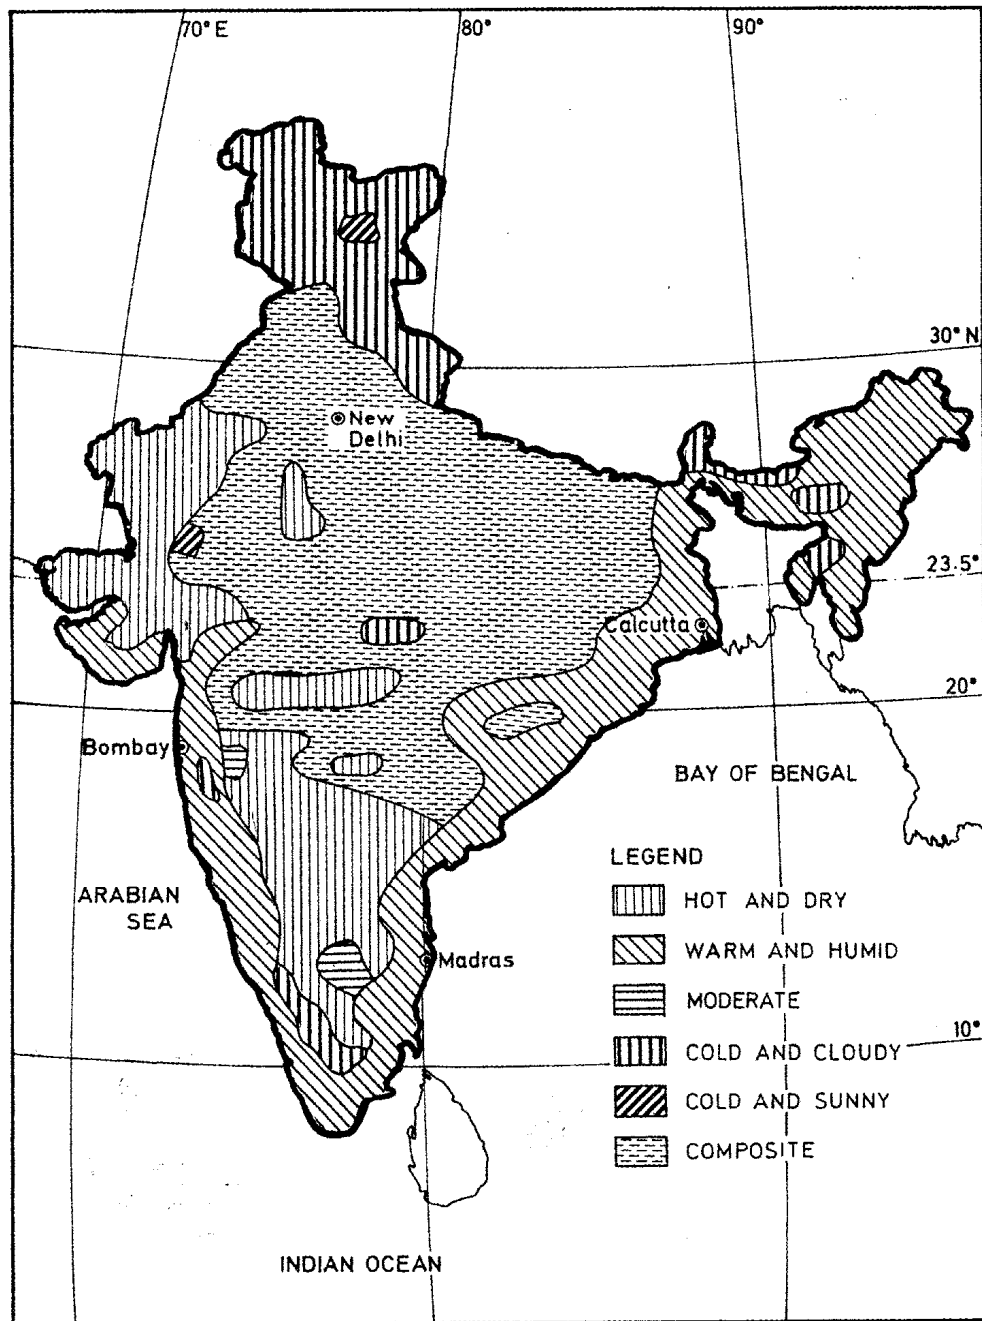 70° E
80°
90°
30° N
New
Delhi
23.5°
Calcutta
20°
Bombay
BAY OF BENGAL
LEGEND
ARABIAN
SEA
HOT AND DRY
WARM AND HUMID
Madras
MODERATE
10°
COLD AND CLOUDY
COLD AND SUNNY
COMPOSITE
INDIAN OCEAN